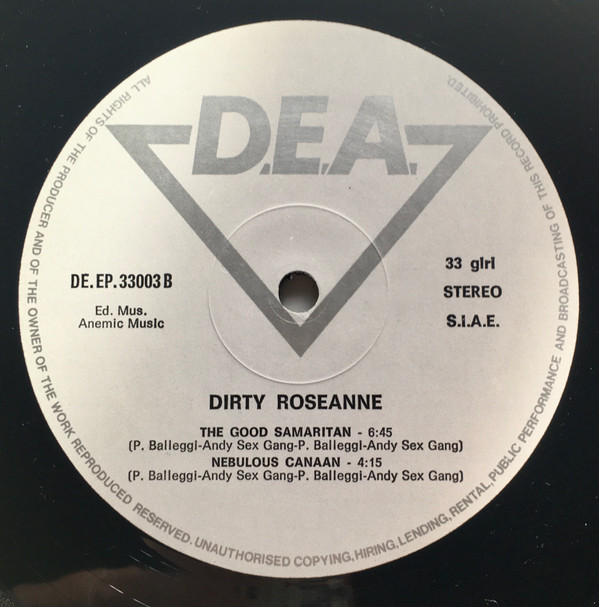 D.E.A.
DE.EP.33003 B
Ed. Mus.
Anemic Music
33 giri
STEREO
S.I.A.E.
DIRTY ROSEANNE
THE GOOD SAMARITAN - 6:45
(P. Balleggi-Andy Sex Gang-P. Balleggi-Andy Sex Gang)
NEBULOUS CANAAN - 4:15
(P. Balleggi-Andy Sex Gang-P. Balleggi-Andy Sex Gang)
ALL RIGHTS OF THE PRODUCER AND OF THE OWNER OF THE WORK REPRODUCED RESERVED. UNAUTHORISED COPYING, HIRING, LENDING, RENTAL, PUBLIC PERFORMANCE AND BROADCASTING OF THIS RECORD PROHIBITED.